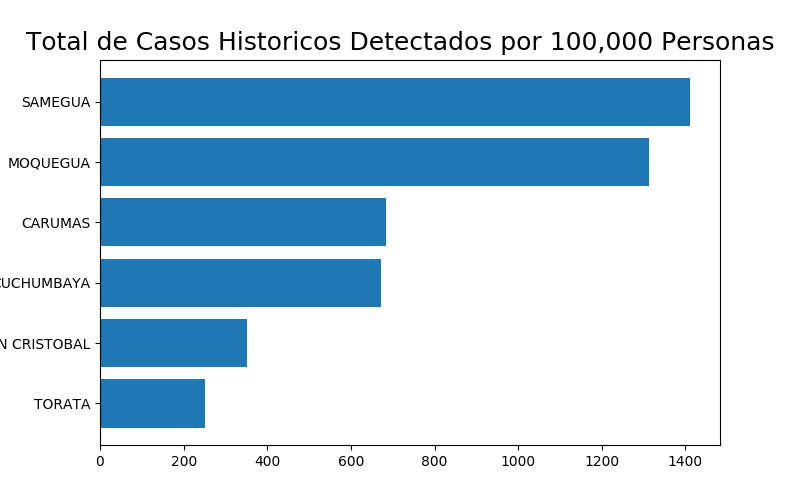 Total de Casos Historicos Detectados por 100,000 Personas
SAMEGUA
MOQUEGUA
CARUMAS
CUCHUMBAYA
N CRISTOBAL
TORATA
0 200 400 600 800 1000 1200 1400